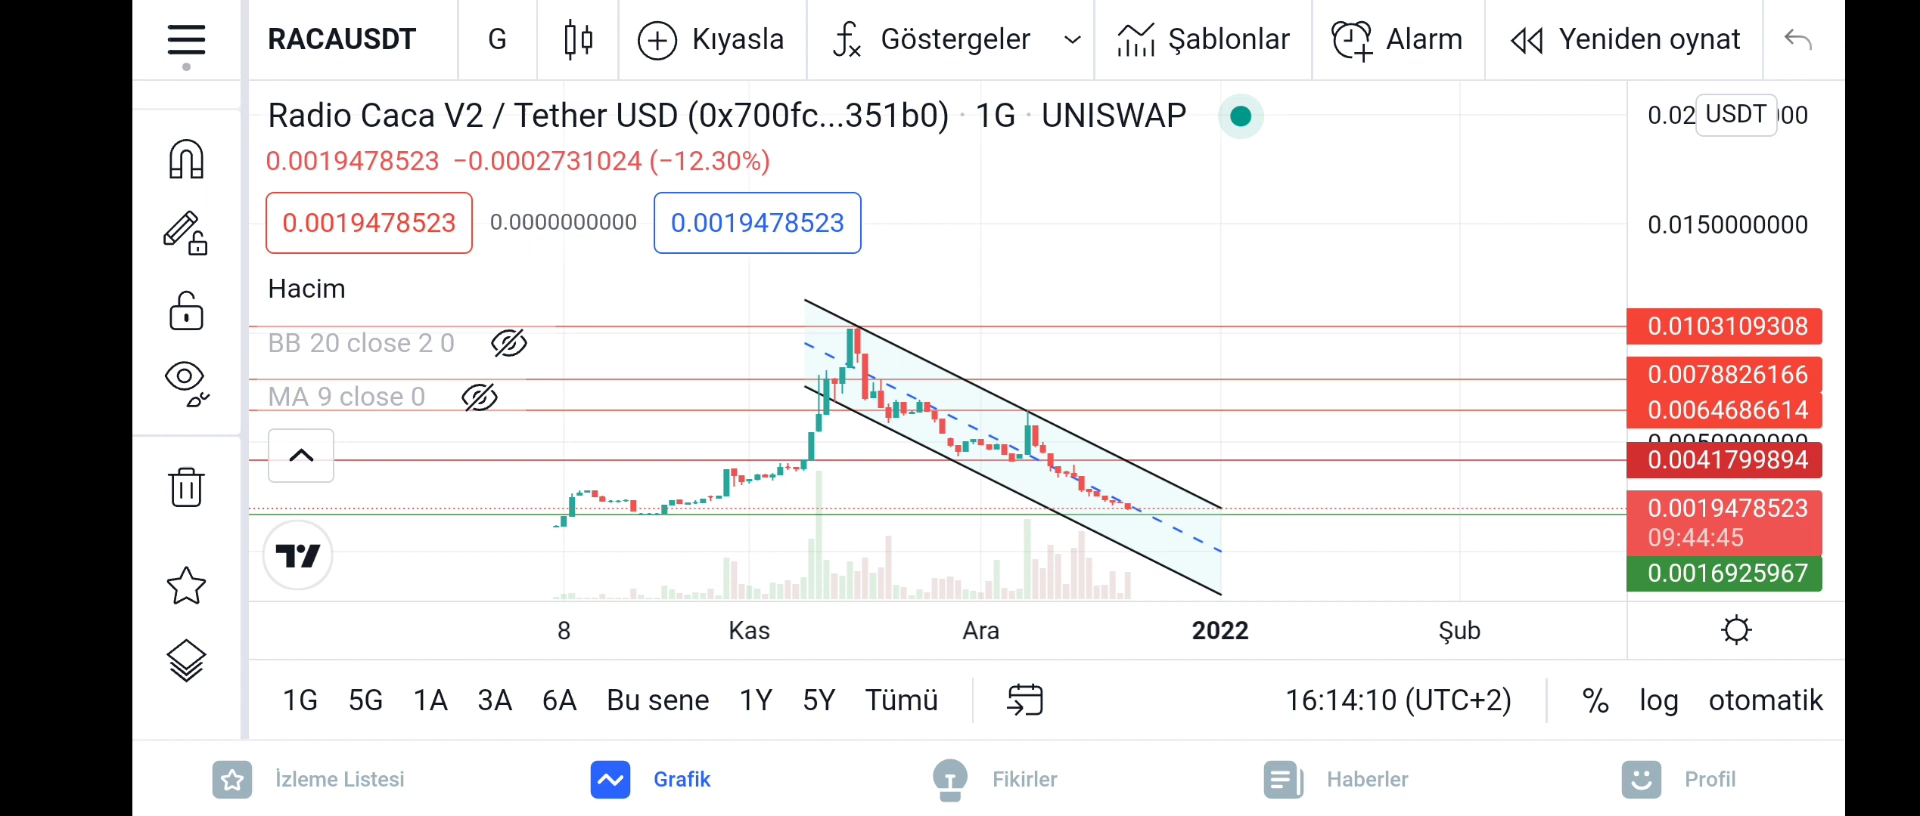 RACAUSDT G Kıyasla Göstergeler Şablonlar Alarm Yeniden oynat
Radio Caca V2 / Tether USD (0x700fc...351b0) · 1G · UNISWAP
0.0019478523 −0.0002731024 (−12.30%)
0.0019478523 0.0000000000 0.0019478523
Hacim
BB 20 close 2 0
MA 9 close 0
USDT
0.0150000000
0.0103109308
0.0078826166
0.0064686614
0.0041799894
0.0019478523
09:44:45
0.0016925967
8 Kas Ara 2022 Şub
1G 5G 1A 3A 6A Bu sene 1Y 5Y Tümü 16:14:10 (UTC+2) % log otomatik
İzleme Listesi Grafik Fikirler Haberler Profil